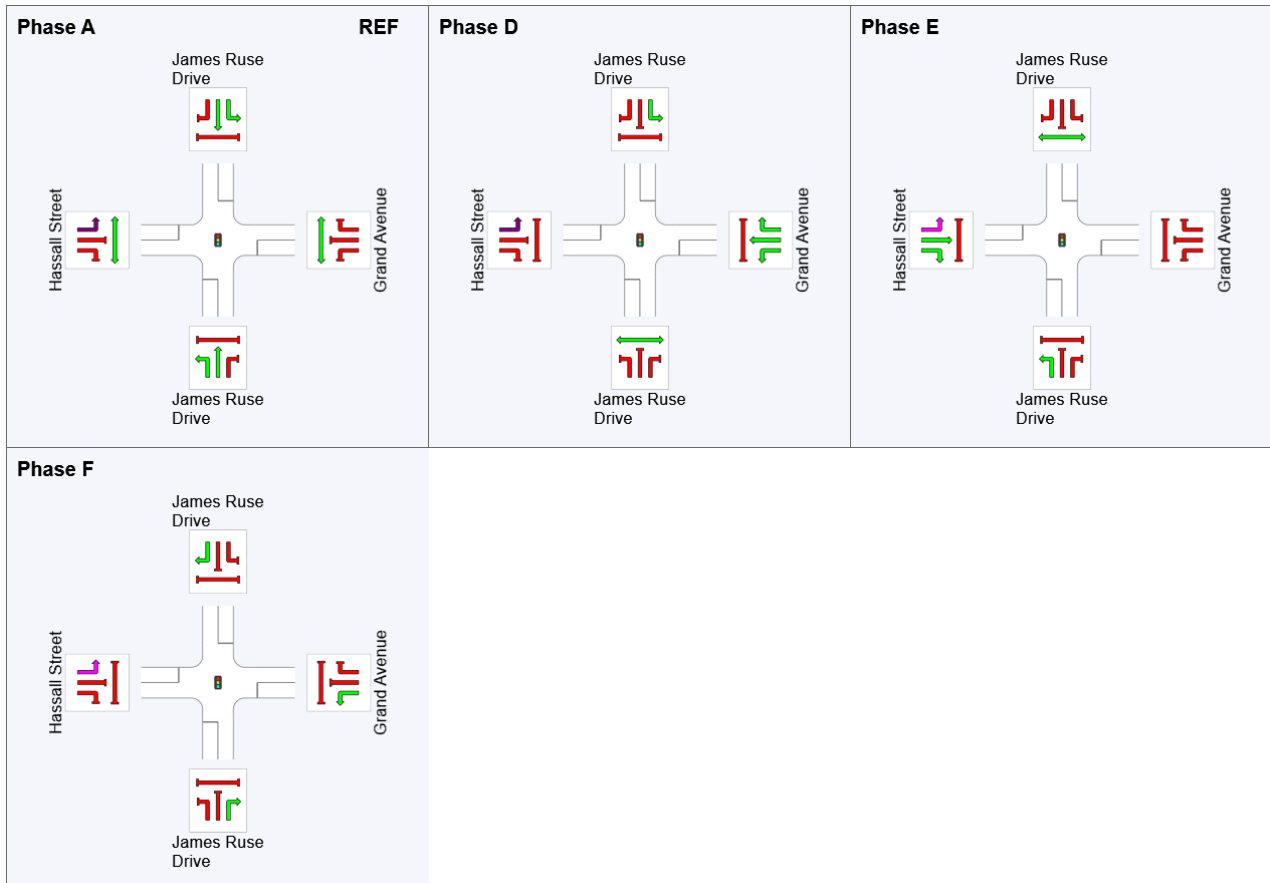 Phase A
REF
James Ruse
Drive
Hassall Street
Grand Avenue
James Ruse
Drive
Phase D
James Ruse
Drive
Hassall Street
Grand Avenue
James Ruse
Drive
Phase E
James Ruse
Drive
Hassall Street
Grand Avenue
James Ruse
Drive
Phase F
James Ruse
Drive
Hassall Street
Grand Avenue
James Ruse
Drive